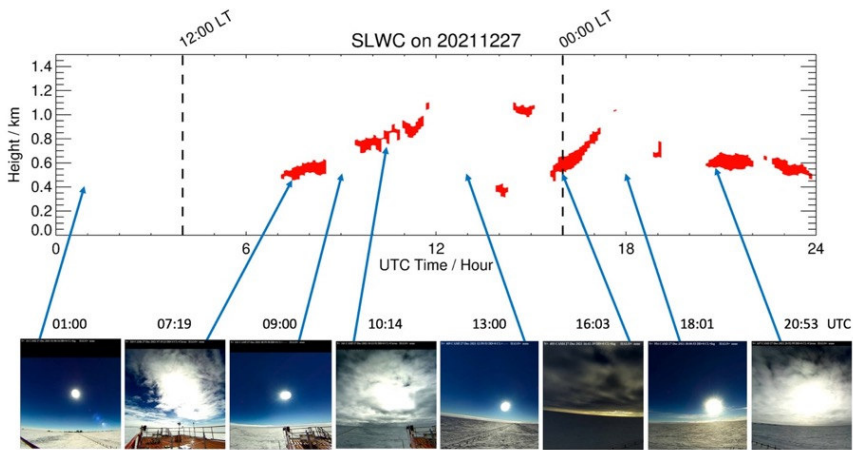 12:00 LT
00:00 LT
SLWC on 20211227
Height / km
1.4
1.2
1.0
0.8
0.6
0.4
0.2
0.0
0 6 12 18 24
UTC Time / Hour
01:00 07:19 09:00 10:14 13:00 16:03 18:01 20:53 UTC